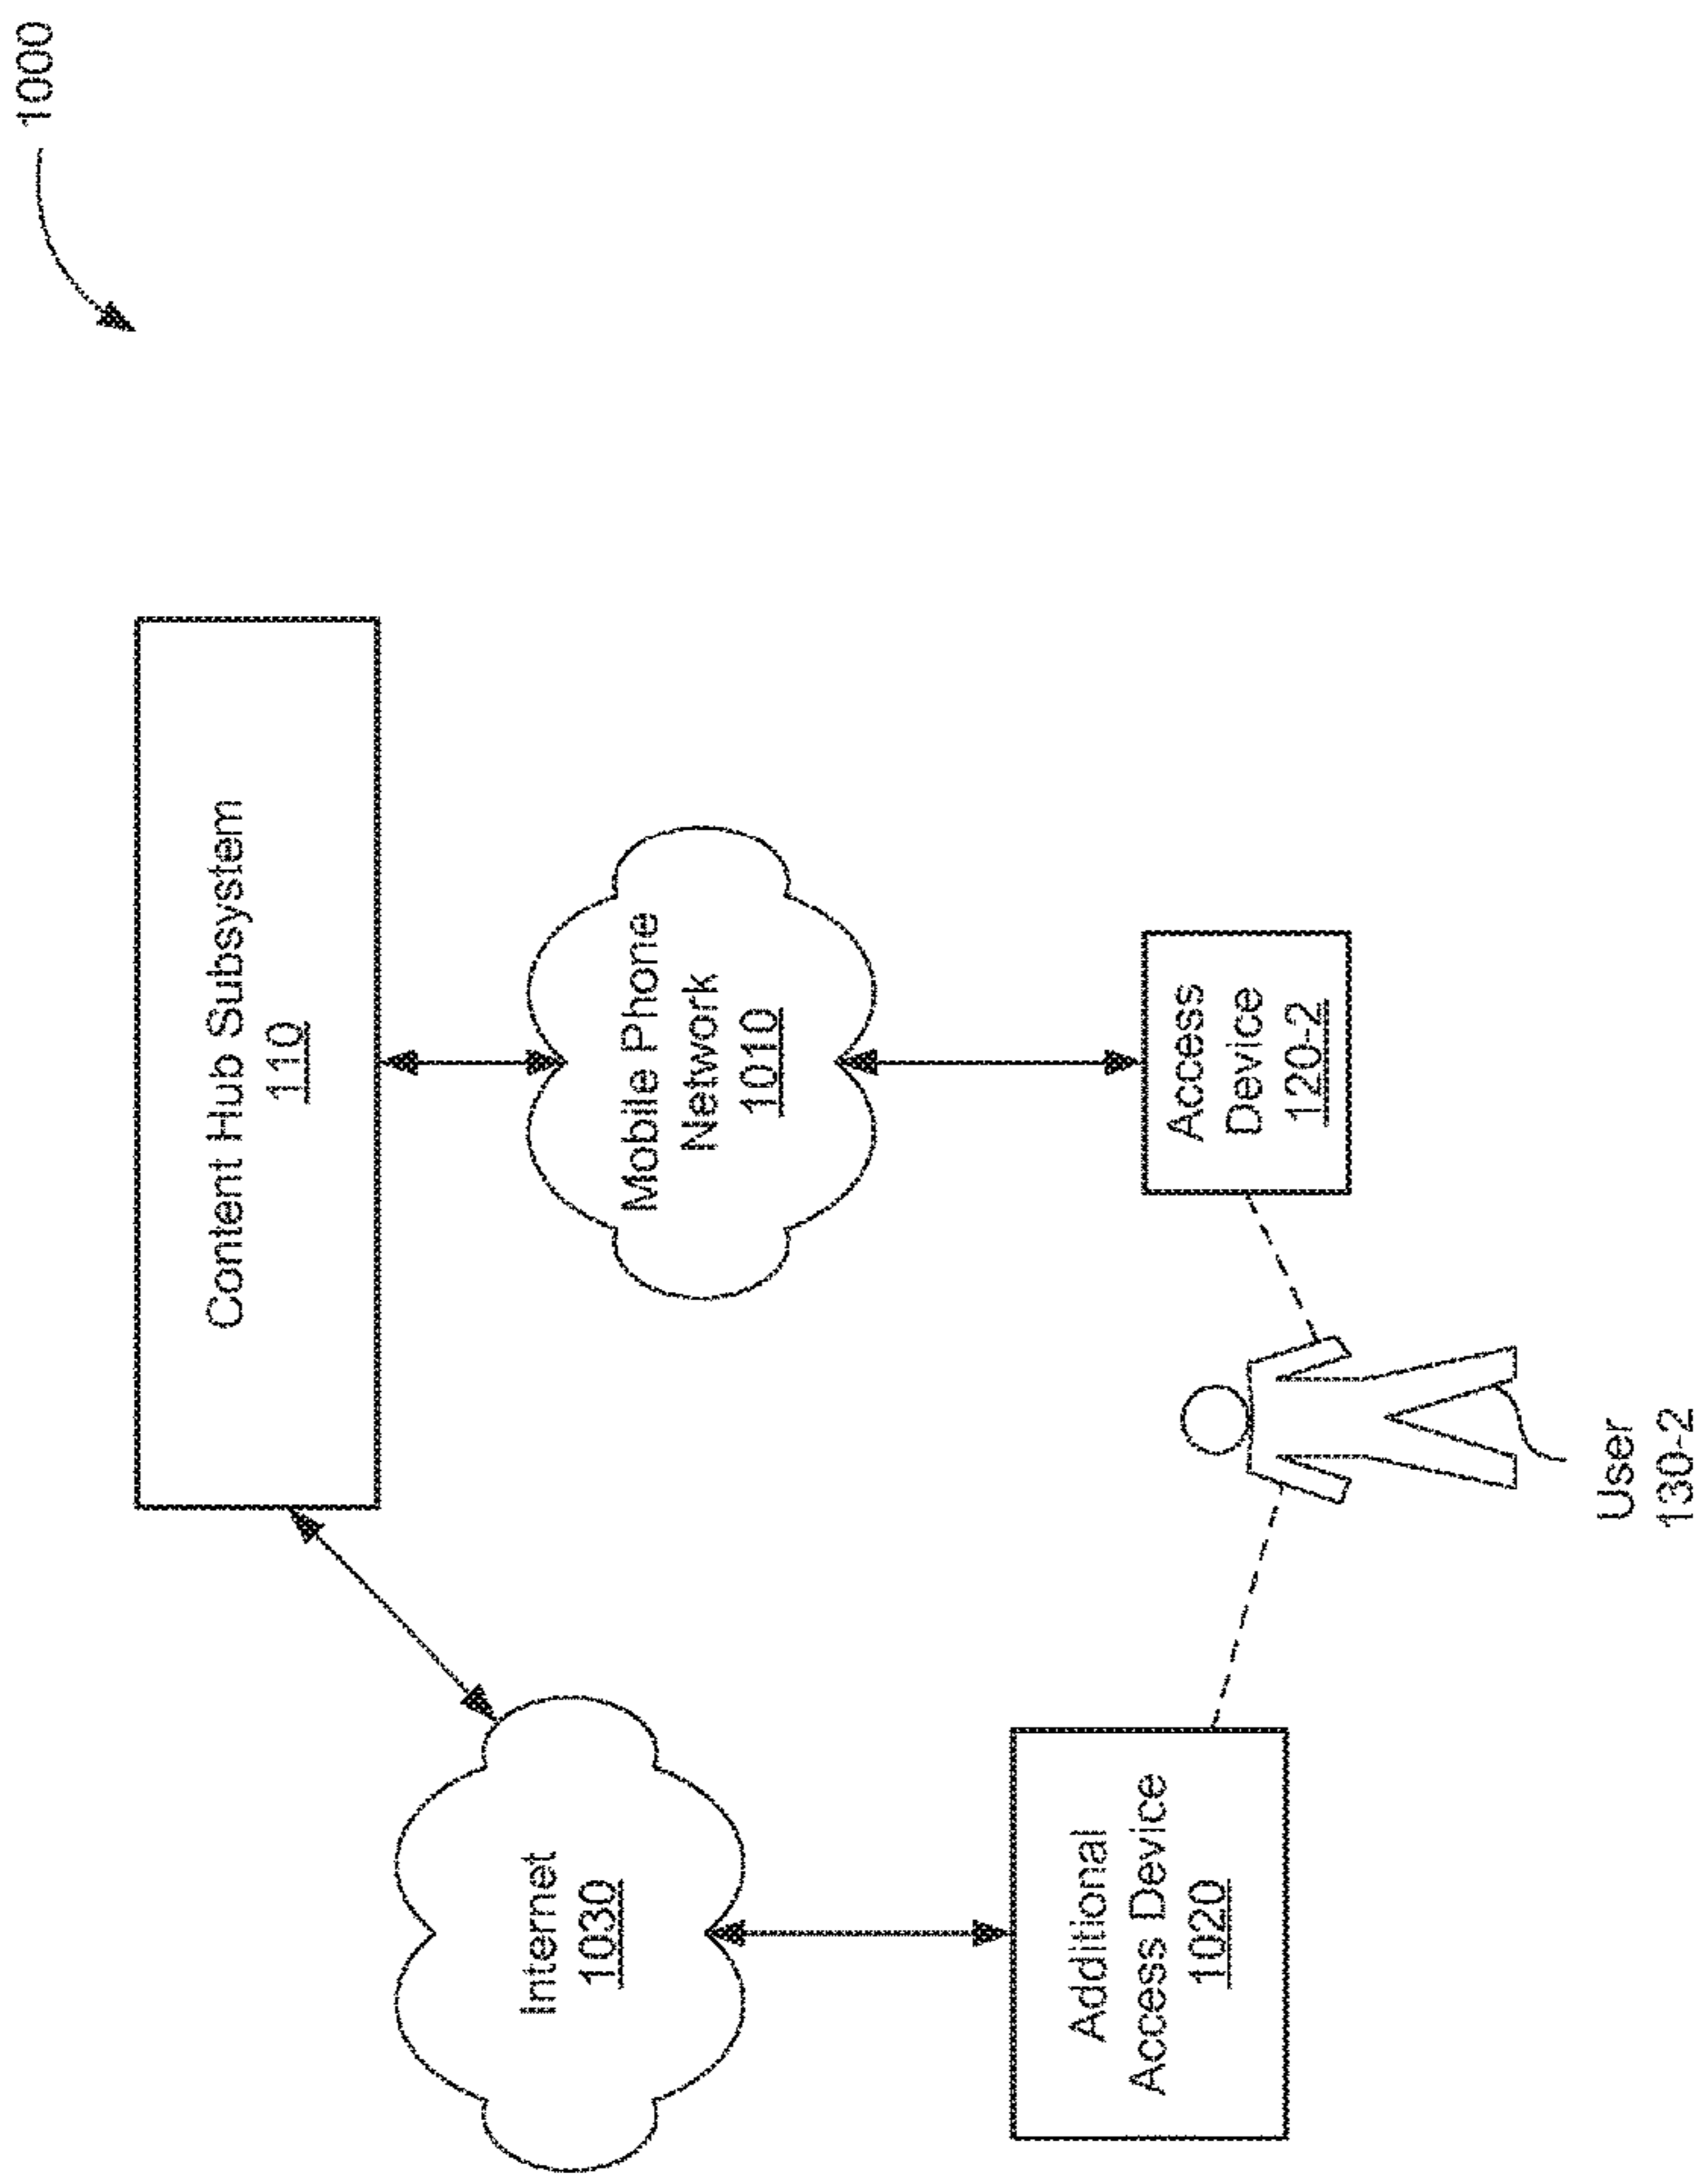 1000
Content Hub Subsystem
110
Internet
1030
Mobile Phone
Network
1010
Additional
Access Device
1020
Access
Device
120-2
User
130-2